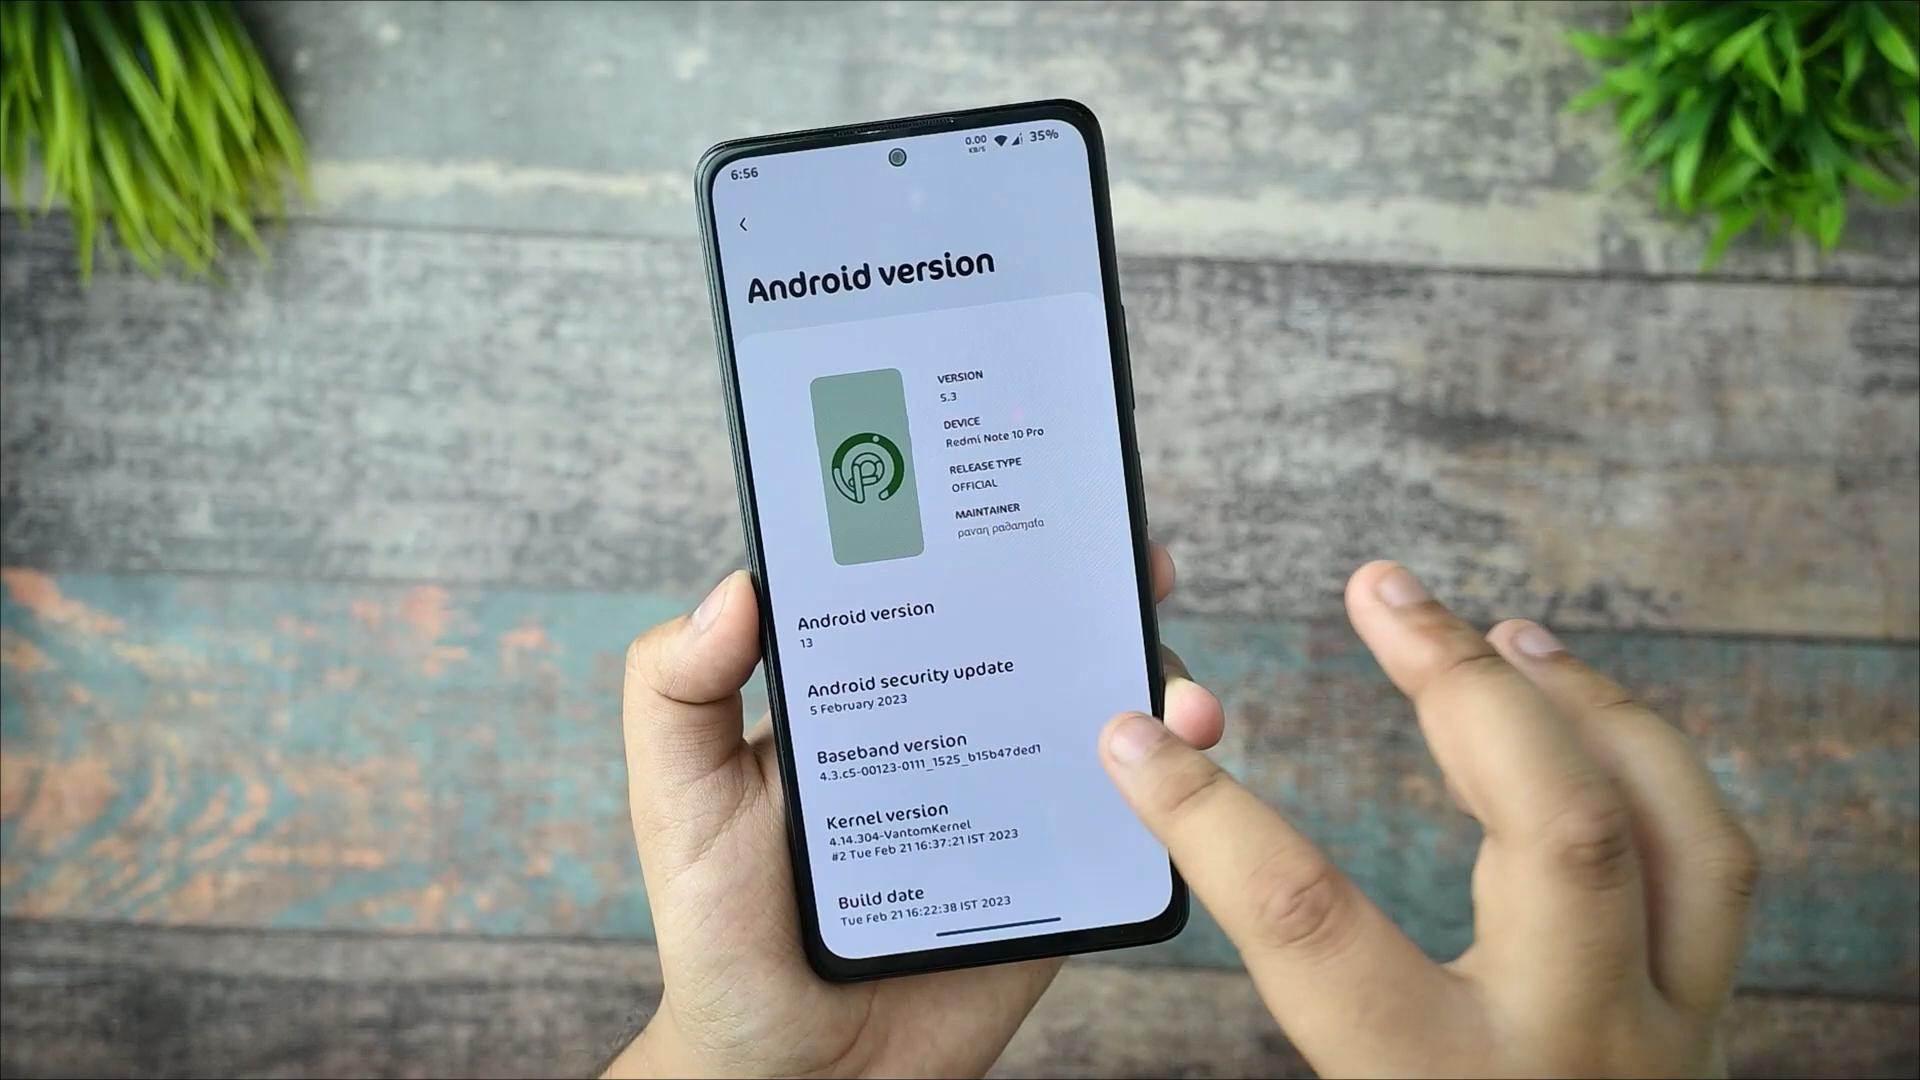 6:56
0.00
KB/S
35%
Android version
VERSION
5.3
DEVICE
Redmi Note 10 Pro
RELEASE TYPE
OFFICIAL
MAINTAINER
ραναη ραδαɱαƭα
Android version
13
Android security update
5 February 2023
Baseband version
4.3.c5-00123-0111_1525_b15b47ded1
Kernel version
4.14.304-VantomKernel
#2 Tue Feb 21 16:37:21 IST 2023
Build date
Tue Feb 21 16:22:38 IST 2023